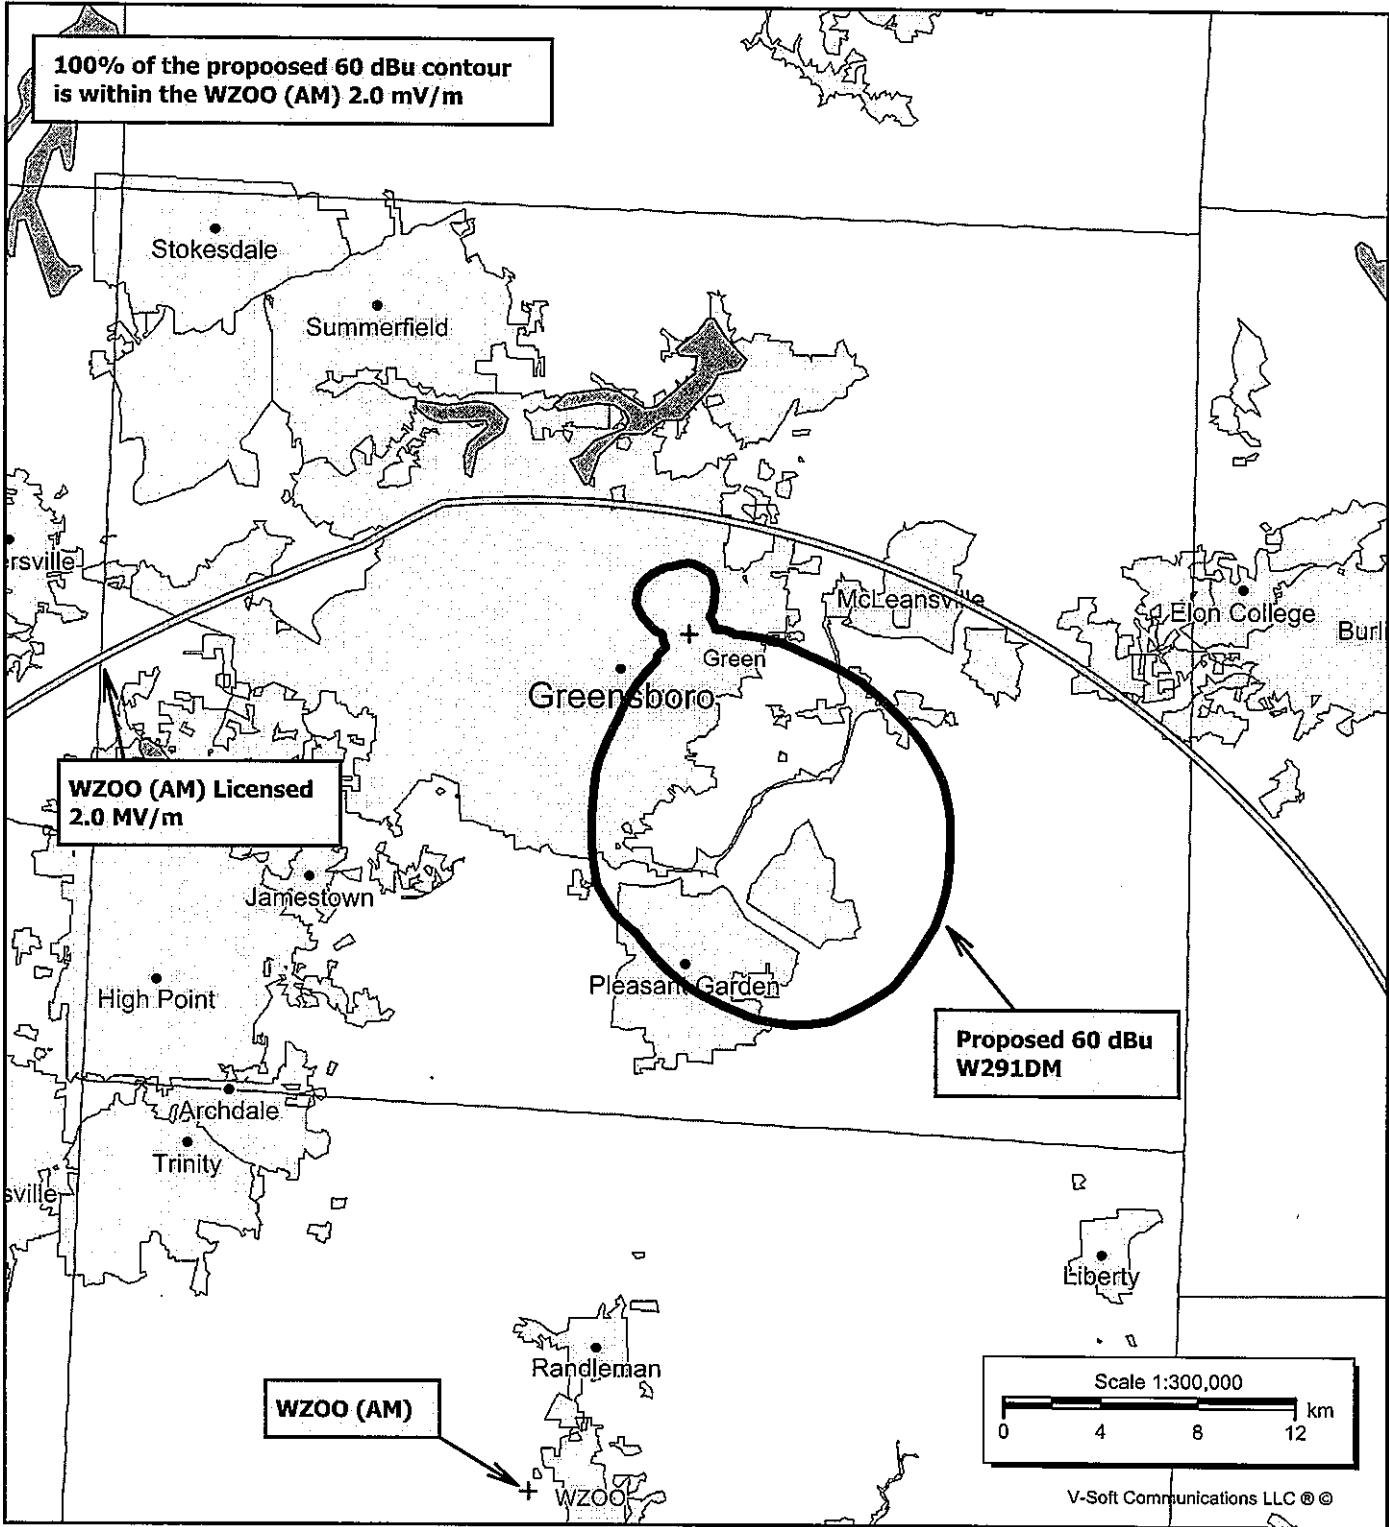 100% of the propoosed 60 dBu contour
is within the WZOO (AM) 2.0 mV/m
Stokesdale
Summerfield
ersville
McLeansville
Elon College
Burli
Green
Greensboro
WZOO (AM) Licensed
2.0 MV/m
Jamestown
High Point
Pleasant Garden
Proposed 60 dBu
W291DM
Archdale
Trinity
sville
Liberty
Randleman
WZOO (AM)
WZOO
Scale 1:300,000
km
0 4 8 12
V-Soft Communications LLC ® ©